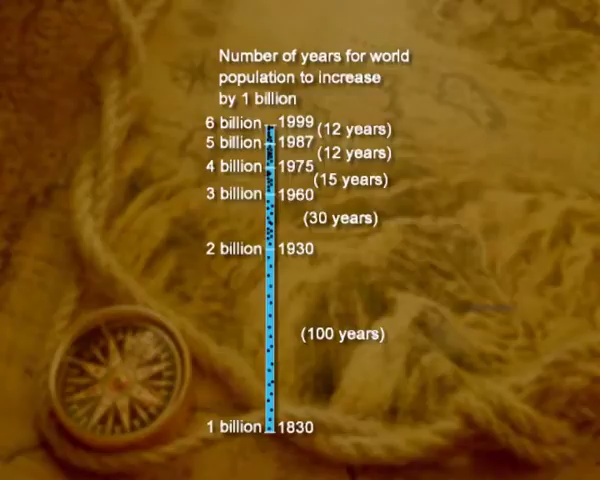 Number of years for world
population to increase
by 1 billion
6 billion 1999
(12 years)
5 billion 1987
(12 years)
4 billion 1975
(15 years)
3 billion 1960
(30 years)
2 billion 1930
(100 years)
1 billion 1830